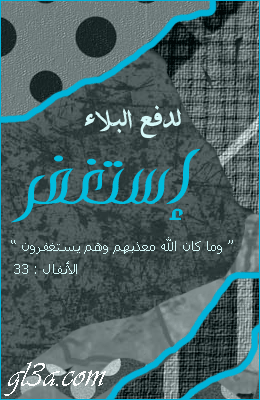 لدفع البلاء
إستغفر
" وما كان الله معذبهم وهم يستغفرون "
الأنفال : 33
gl3a.com